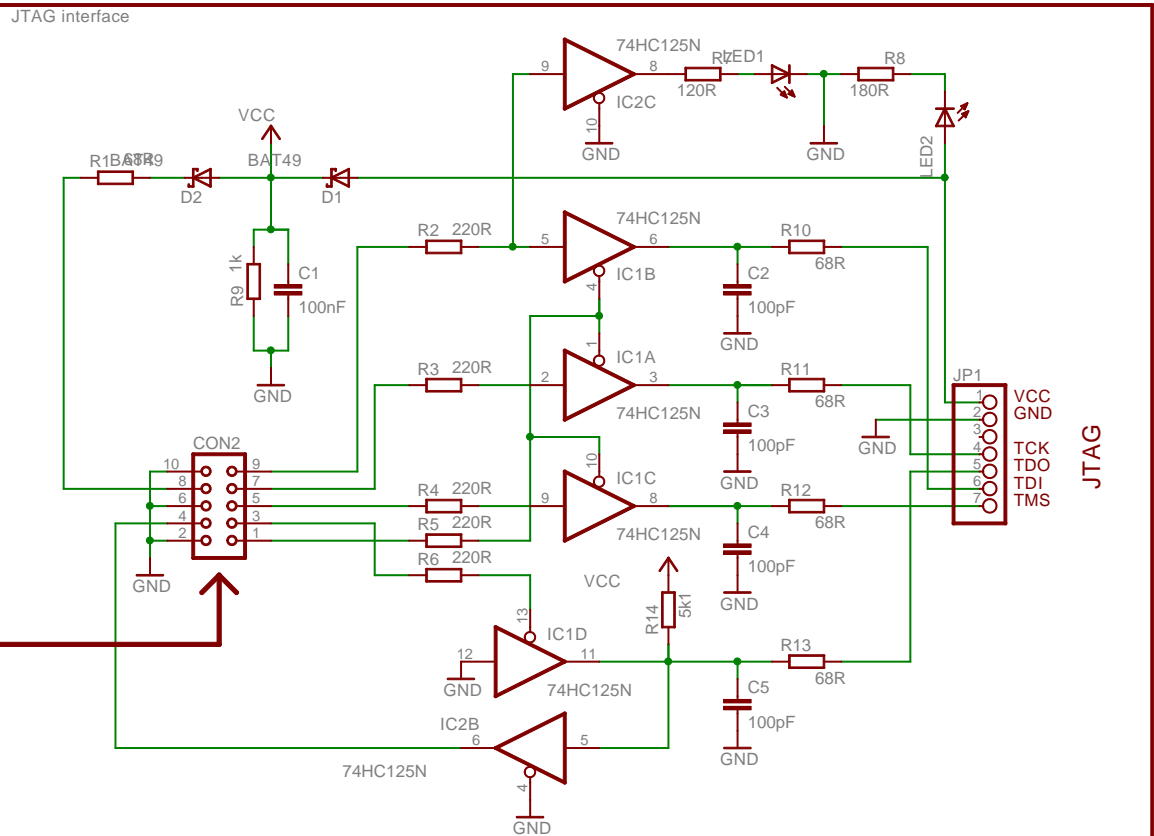 JTAG interface
74HC125N
R7
LED1
9
8
120R
IC2C
10
GND
GND
R8
180R
LED2
VCC
R1
68R
BAT49
D2
BAT49
D1
R9
1k
C1
100nF
GND
R2
220R
74HC125N
5
6
IC1B
4
C2
100pF
GND
R10
68R
R3
220R
1
IC1A
2
3
74HC125N
C3
100pF
GND
R11
68R
JP1
1
2
3
4
5
6
7
VCC
GND
TCK
TDO
TDI
TMS
GND
JTAG
CON2
10
9
8
7
6
5
4
3
2
1
GND
R4
220R
10
IC1C
9
8
74HC125N
C4
100pF
GND
R12
68R
R5
220R
R6
220R
VCC
R14
5k1
13
IC1D
12
11
GND
74HC125N
R13
68R
C5
100pF
GND
IC2B
6
5
74HC125N
4
GND